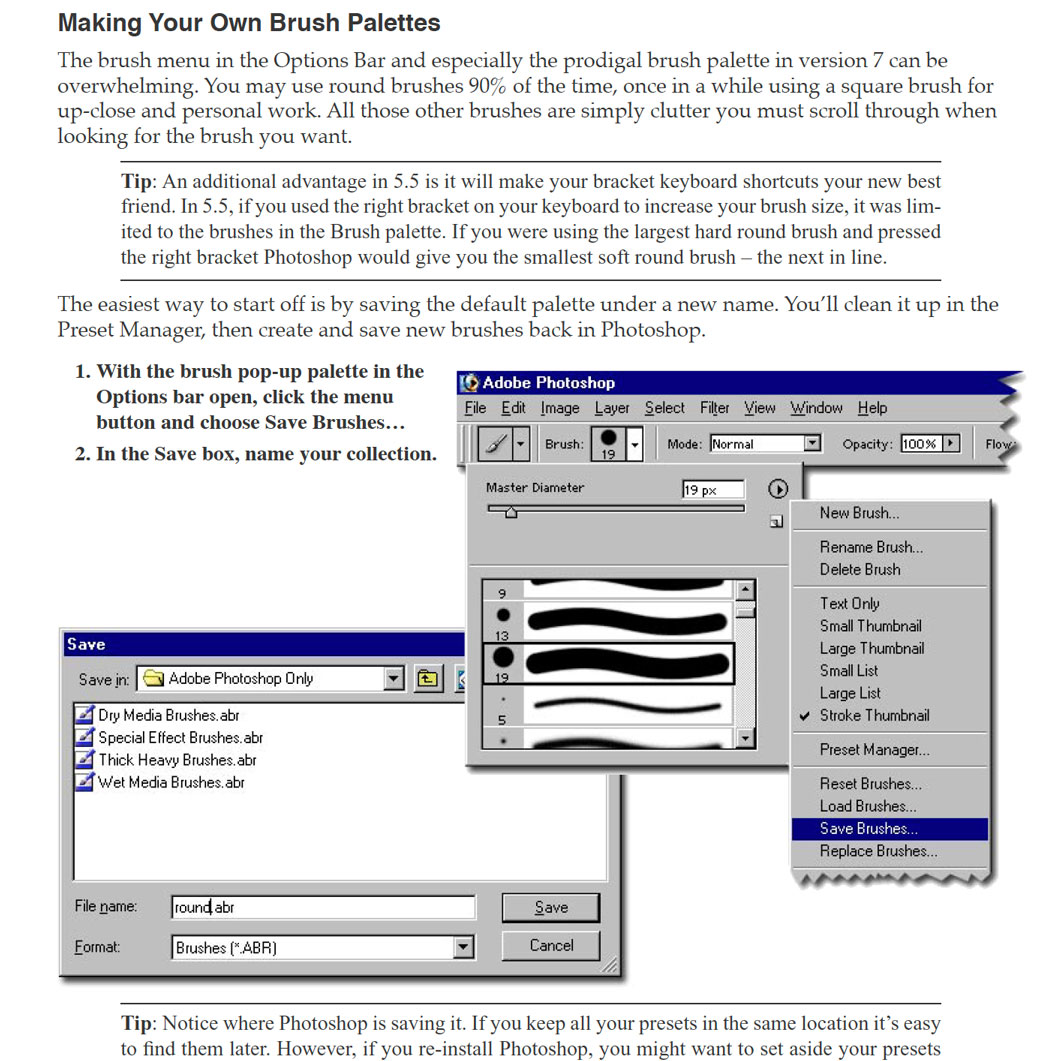 Making Your Own Brush Palettes
The brush menu in the Options Bar and especially the prodigal brush palette in version 7 can be
overwhelming. You may use round brushes 90% of the time, once in a while using a square brush for
up-close and personal work. All those other brushes are simply clutter you must scroll through when
looking for the brush you want.
Tip: An additional advantage in 5.5 is it will make your bracket keyboard shortcuts your new best
friend. In 5.5, if you used the right bracket on your keyboard to increase your brush size, it was lim-
ited to the brushes in the Brush palette. If you were using the largest hard round brush and pressed
the right bracket Photoshop would give you the smallest soft round brush – the next in line.
The easiest way to start off is by saving the default palette under a new name. You’ll clean it up in the
Preset Manager, then create and save new brushes back in Photoshop.
1. With the brush pop-up palette in the
Options bar open, click the menu
button and choose Save Brushes…
2. In the Save box, name your collection.
Adobe Photoshop
File Edit Image Layer Select Filter View Window Help
Brush: 19 Mode: Normal Opacity: 100% Flow:
Master Diameter 19 px
9
13
19
5
New Brush...
Rename Brush...
Delete Brush
Text Only
Small Thumbnail
Large Thumbnail
Small List
Large List
✓ Stroke Thumbnail
Preset Manager...
Reset Brushes...
Load Brushes...
Save Brushes...
Replace Brushes...
Save
Save in: Adobe Photoshop Only
Dry Media Brushes.abr
Special Effect Brushes.abr
Thick Heavy Brushes.abr
Wet Media Brushes.abr
File name: round.abr Save
Format: Brushes (*.ABR) Cancel
Tip: Notice where Photoshop is saving it. If you keep all your presets in the same location it’s easy
to find them later. However, if you re-install Photoshop, you might want to set aside your presets